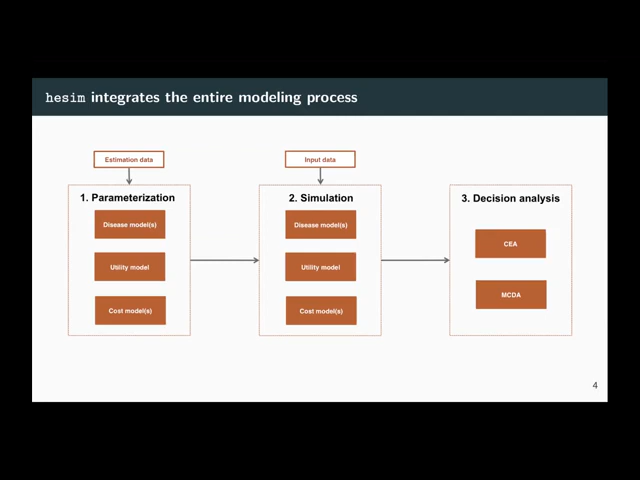 hesim integrates the entire modeling process
Estimation data
Input data
1. Parameterization
Disease model(s)
Utility model
Cost model(s)
2. Simulation
Disease model(s)
Utility model
Cost model(s)
3. Decision analysis
CEA
MCDA
4